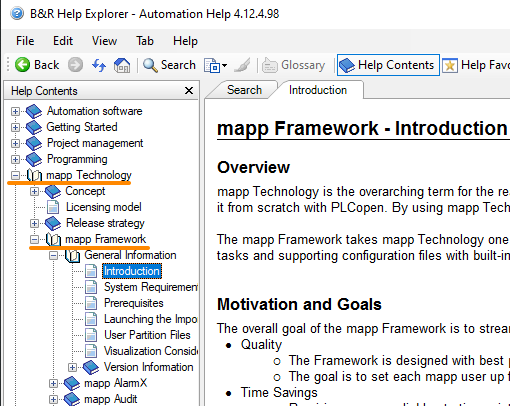 B&R Help Explorer - Automation Help 4.12.4.98
File Edit View Tab Help
Back Search Glossary Help Contents Help Favo
Help Contents
Search Introduction
Automation software
Getting Started
Project management
Programming
mapp Technology
Concept
Licensing model
Release strategy
mapp Framework
General Information
Introduction
System Requiremen
Prerequisites
Launching the Impo
User Partition Files
Visualization Conside
Version Information
mapp AlarmX
mapp Audit
mapp Framework - Introduction
Overview
mapp Technology is the overarching term for the re
it from scratch with PLCopen. By using mapp Tech
The mapp Framework takes mapp Technology one
tasks and supporting configuration files with built-in
Motivation and Goals
The overall goal of the mapp Framework is to strea
Quality
The Framework is designed with best p
The goal is to set each mapp user up f
Time Savings